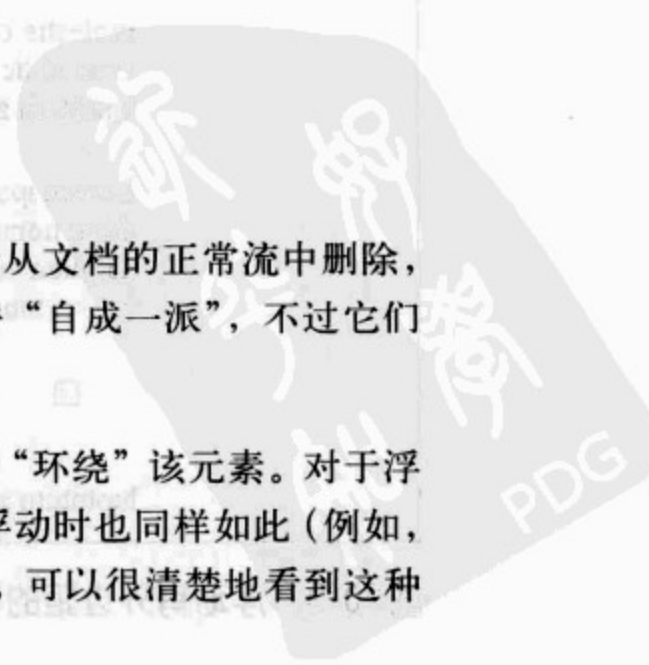 从文档的正常流中删除，
“自成一派”，不过它们
“环绕”该元素。对于浮
浮动时也同样如此（例如，
，可以很清楚地看到这种
PDG